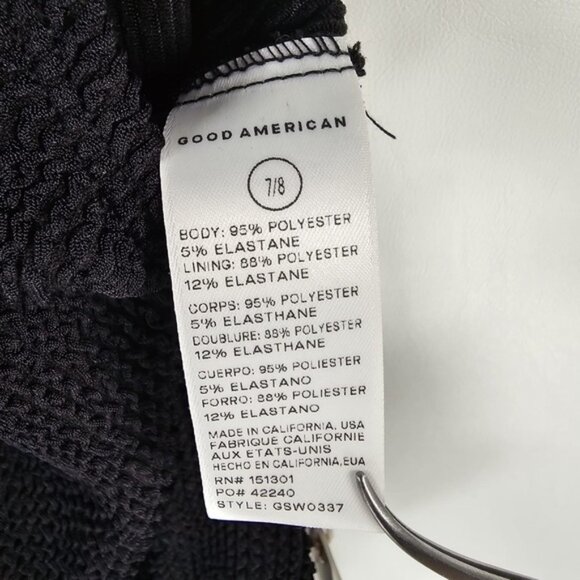 GOOD AMERICAN
7/8
BODY: 95% POLYESTER
5% ELASTANE
LINING: 88% POLYESTER
12% ELASTANE
CORPS: 95% POLYESTER
5% ELASTHANE
DOUBLURE: 88% POLYESTER
12% ELASTHANE
CUERPO: 95% POLIESTER
5% ELASTANO
FORRO: 88% POLIESTER
12% ELASTANO
MADE IN CALIFORNIA, USA
FABRIQUE CALIFORNIE
AUX ETATS-UNIS
HECHO EN CALIFORNIA,EUA
RN# 151301
PO# 42240
STYLE: GSW0337